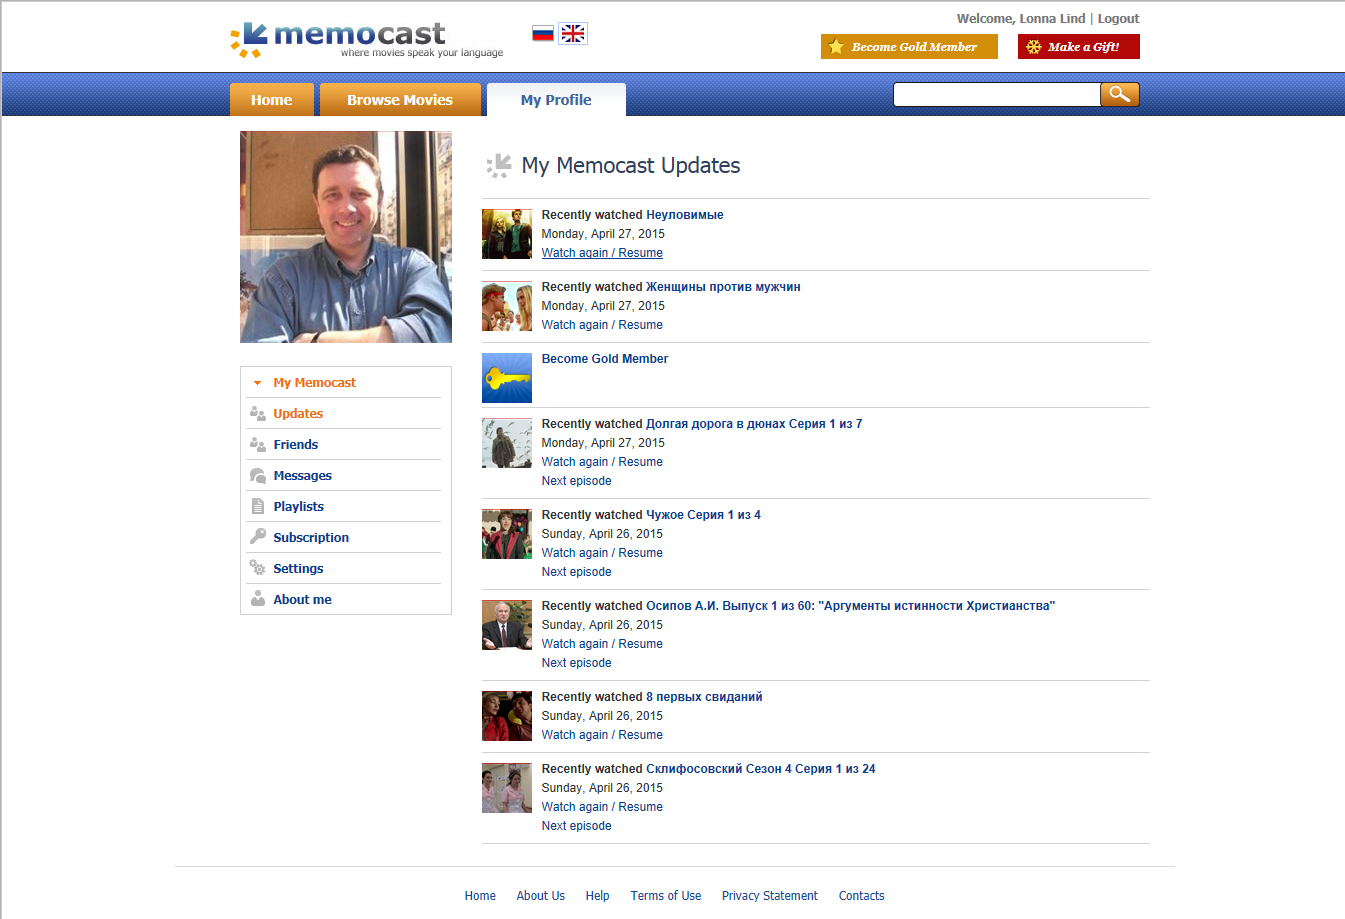 memocast
where movies speak your language
Welcome, Lonna Lind | Logout
Become Gold Member
Make a Gift!
Home
Browse Movies
My Profile
My Memocast Updates
Recently watched Неуловимые
Monday, April 27, 2015
Watch again / Resume
Recently watched Женщины против мужчин
Monday, April 27, 2015
Watch again / Resume
Become Gold Member
Recently watched Долгая дорога в дюнах Серия 1 из 7
Monday, April 27, 2015
Watch again / Resume
Next episode
Recently watched Чужое Серия 1 из 4
Sunday, April 26, 2015
Watch again / Resume
Next episode
Recently watched Осипов А.И. Выпуск 1 из 60: "Аргументы истинности Христианства"
Sunday, April 26, 2015
Watch again / Resume
Next episode
Recently watched 8 первых свиданий
Sunday, April 26, 2015
Watch again / Resume
Recently watched Склифосовский Сезон 4 Серия 1 из 24
Sunday, April 26, 2015
Watch again / Resume
Next episode
My Memocast
Updates
Friends
Messages
Playlists
Subscription
Settings
About me
Home About Us Help Terms of Use Privacy Statement Contacts